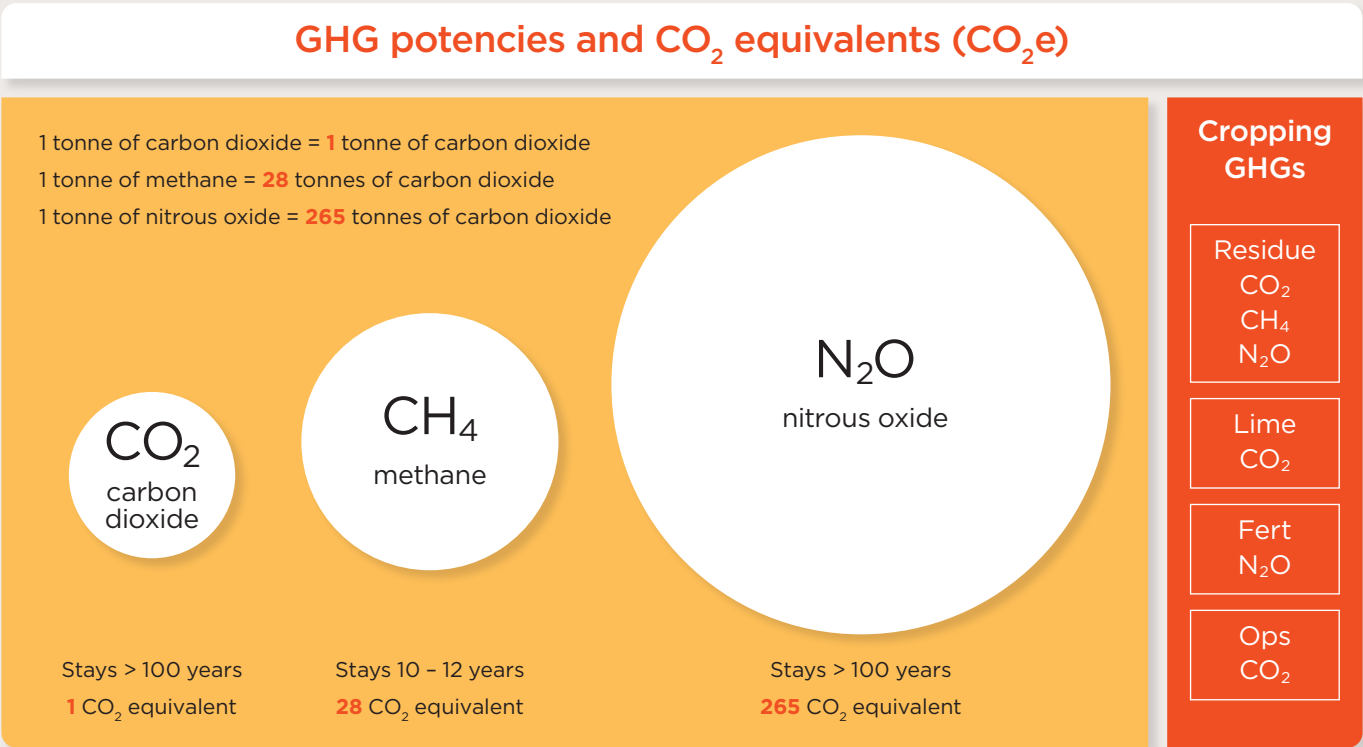 GHG potencies and CO₂ equivalents (CO₂e)
1 tonne of carbon dioxide = 1 tonne of carbon dioxide
1 tonne of methane = 28 tonnes of carbon dioxide
1 tonne of nitrous oxide = 265 tonnes of carbon dioxide
CO₂
carbon
dioxide
Stays > 100 years
1 CO₂ equivalent
CH₄
methane
Stays 10 – 12 years
28 CO₂ equivalent
N₂O
nitrous oxide
Stays > 100 years
265 CO₂ equivalent
Cropping
GHGs
Residue
CO₂
CH₄
N₂O
Lime
CO₂
Fert
N₂O
Ops
CO₂